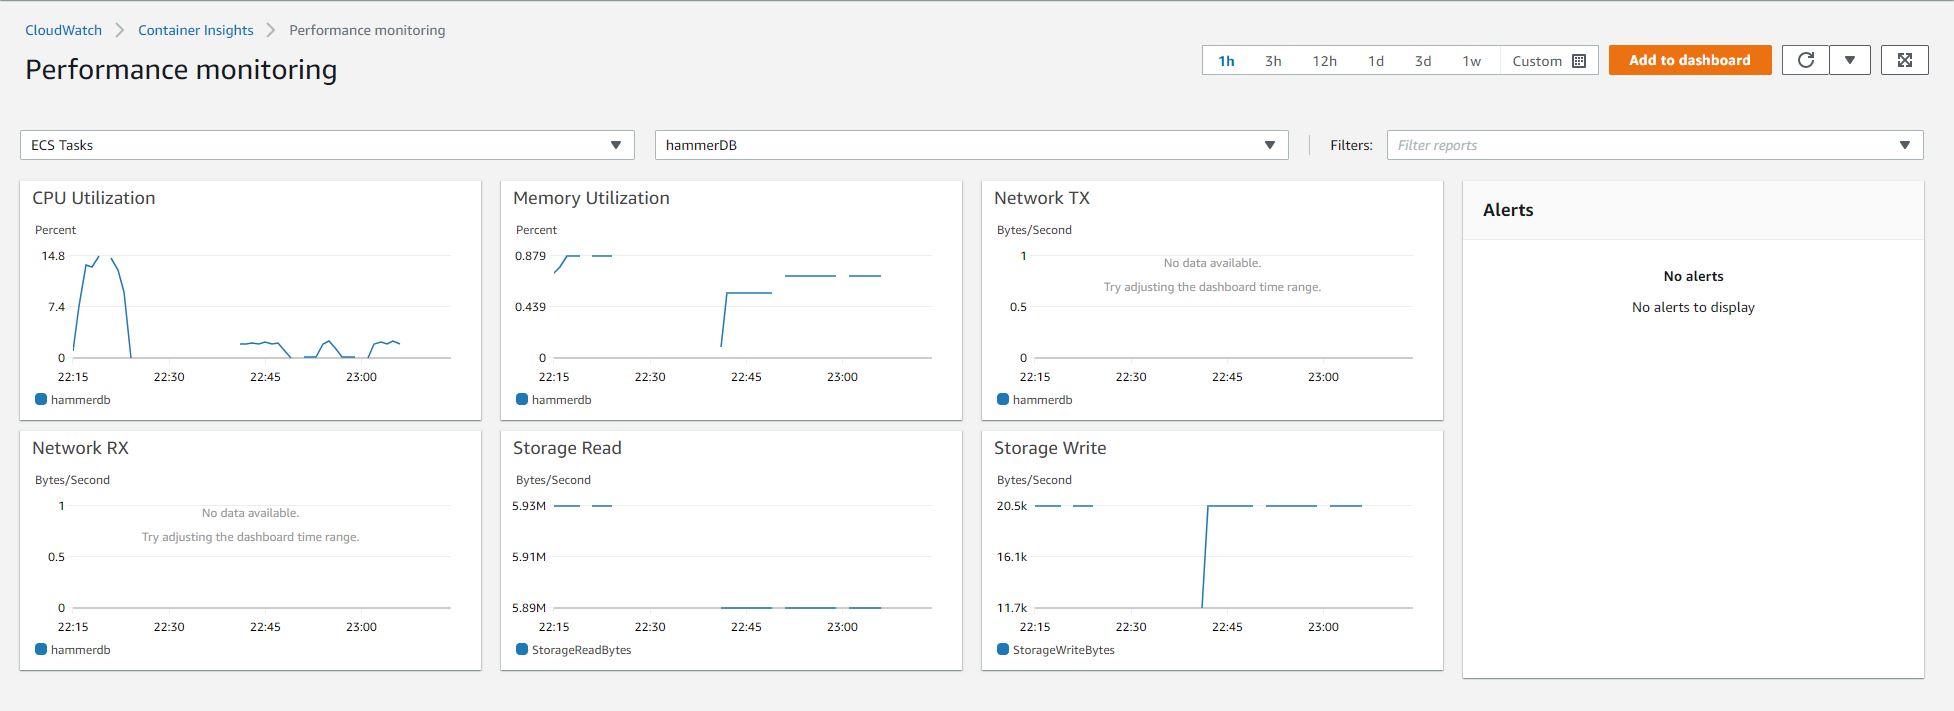 CloudWatch > Container Insights > Performance monitoring
Performance monitoring
1h 3h 12h 1d 3d 1w Custom Add to dashboard
ECS Tasks hammerDB Filters: Filter reports
CPU Utilization
Percent
14.8
7.4
0
22:15 22:30 22:45 23:00
hammerdb
Memory Utilization
Percent
0.879
0.439
0
22:15 22:30 22:45 23:00
hammerdb
Network TX
Bytes/Second
1
No data available.
Try adjusting the dashboard time range.
0.5
0
22:15 22:30 22:45 23:00
hammerdb
Alerts
No alerts
No alerts to display
Network RX
Bytes/Second
1
No data available.
Try adjusting the dashboard time range.
0.5
0
22:15 22:30 22:45 23:00
hammerdb
Storage Read
Bytes/Second
5.93M
5.91M
5.89M
22:15 22:30 22:45 23:00
StorageReadBytes
Storage Write
Bytes/Second
20.5k
16.1k
11.7k
22:15 22:30 22:45 23:00
StorageWriteBytes